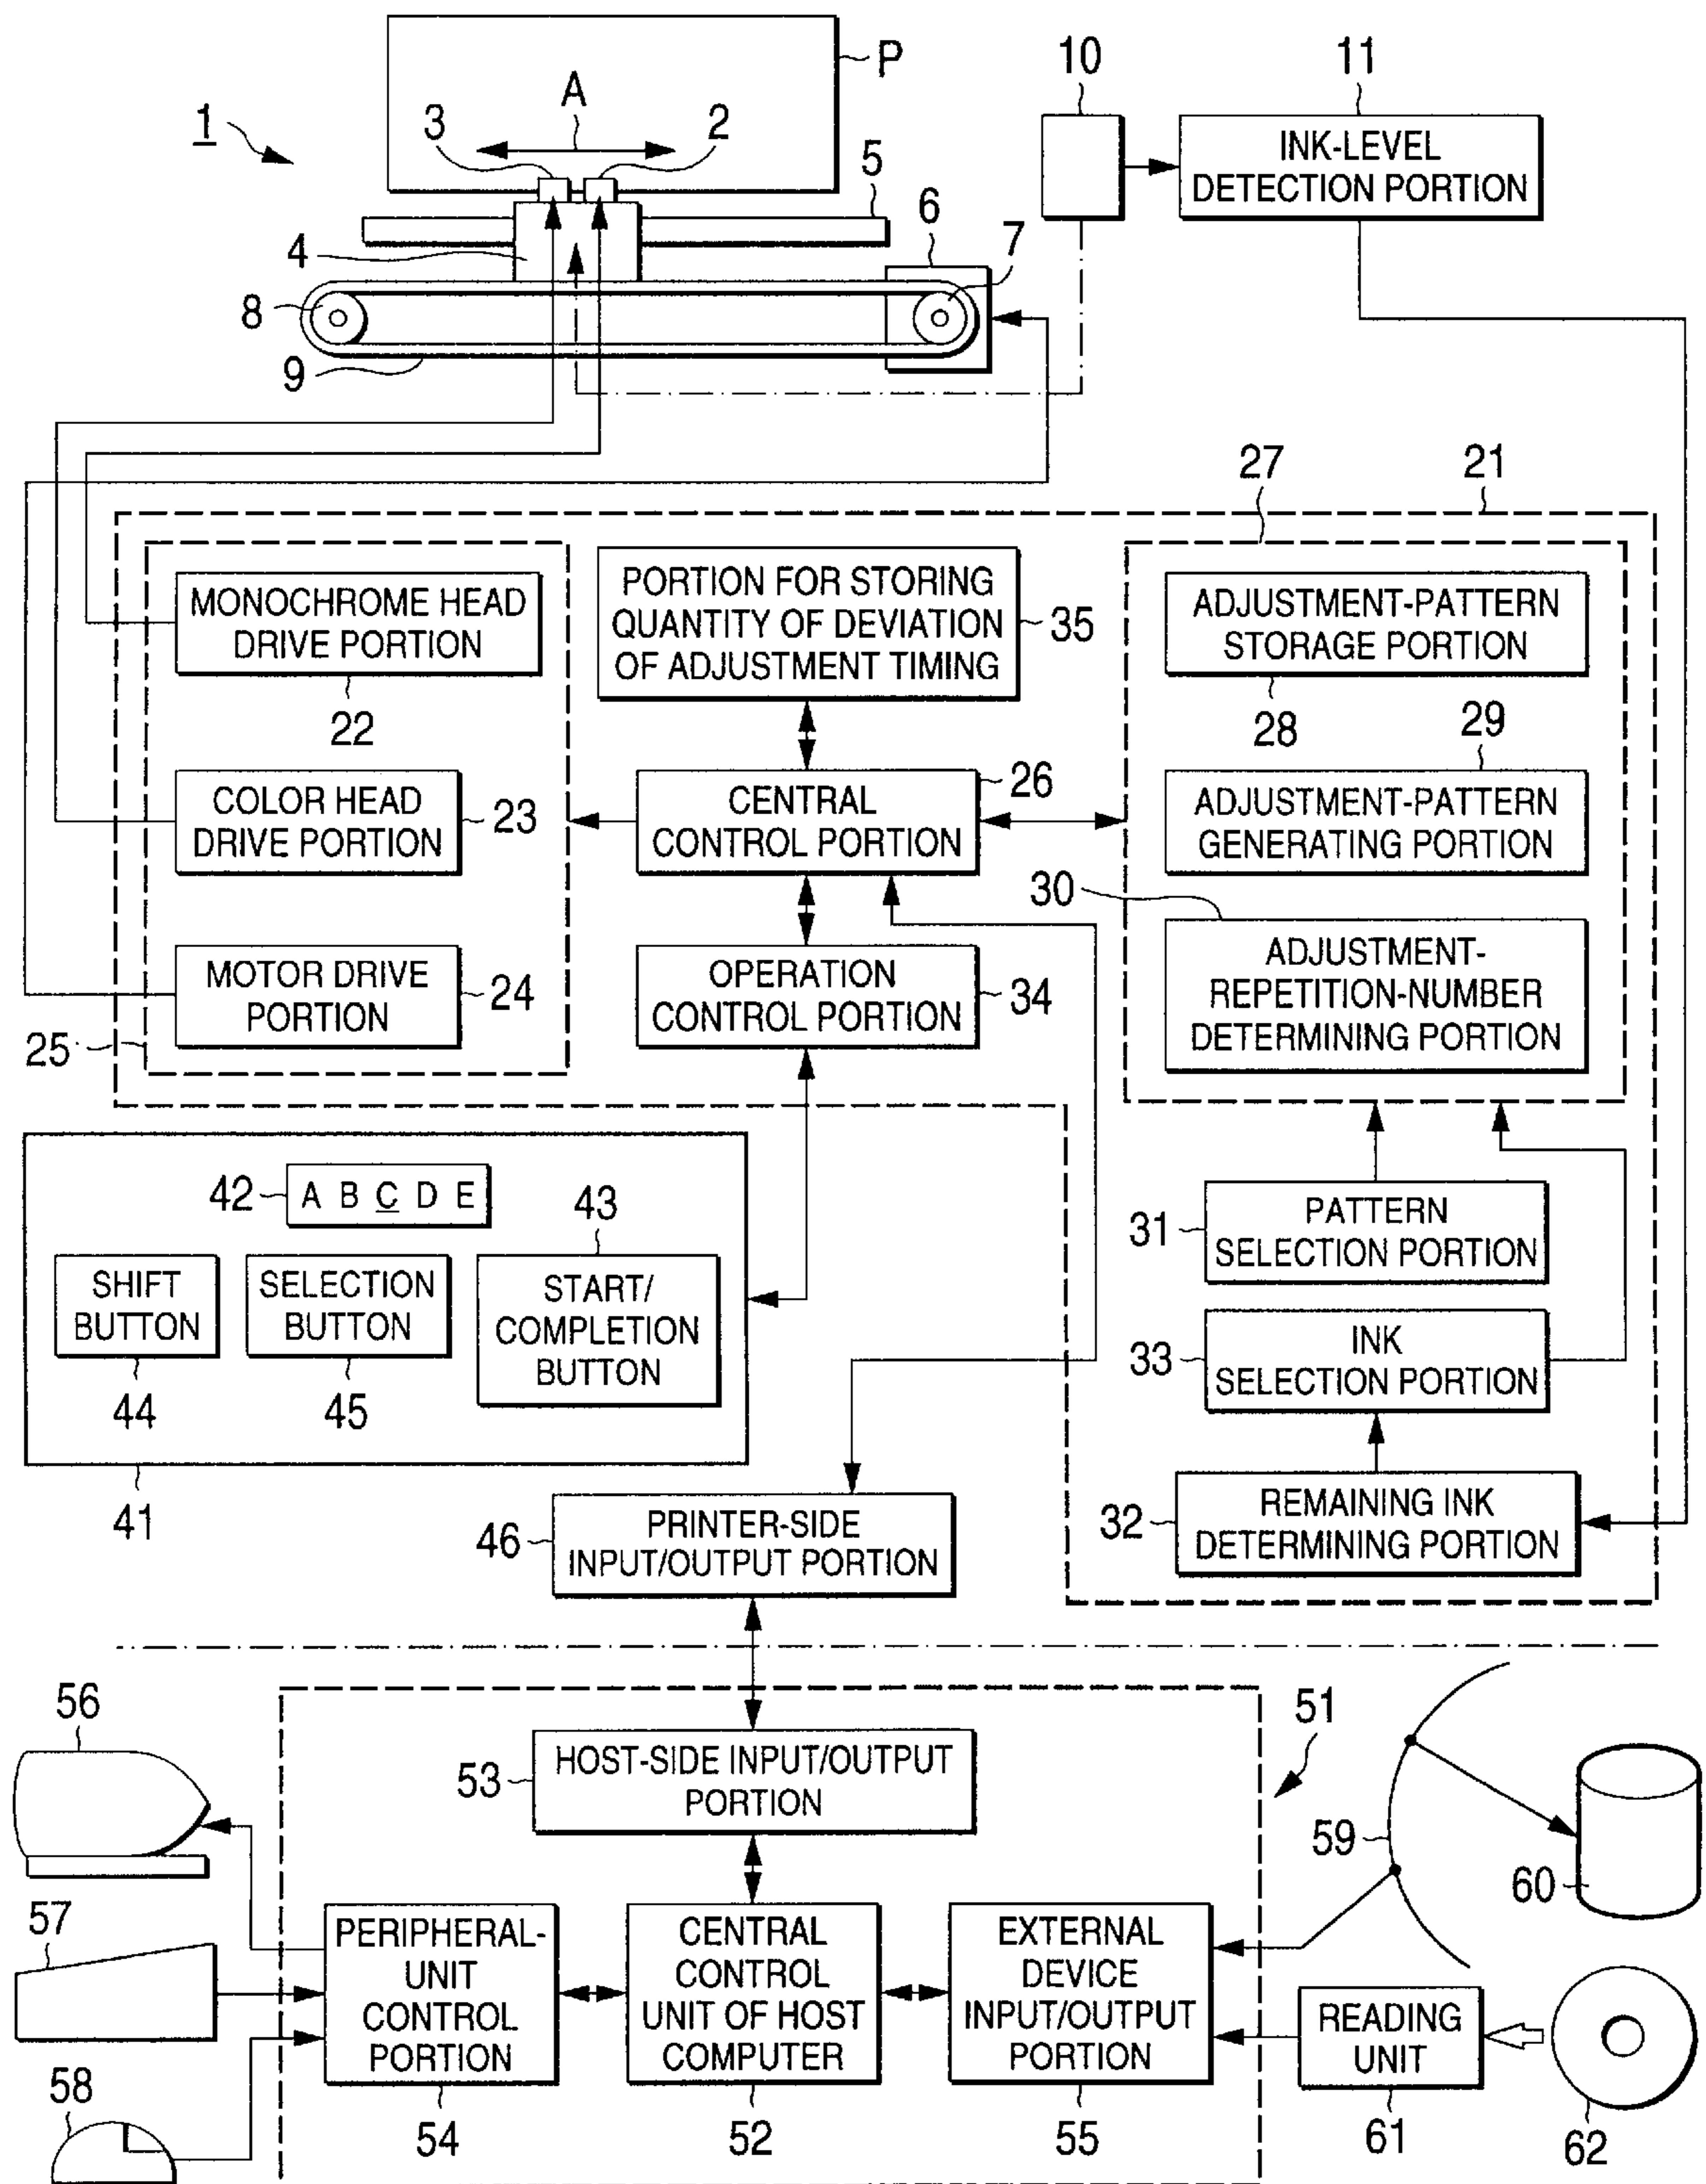 P
10
11
A
1
3
2
INK-LEVEL
DETECTION PORTION
5
6
7
4
8
9
27
21
MONOCHROME HEAD
DRIVE PORTION
22
PORTION FOR STORING
QUANTITY OF DEVIATION
OF ADJUSTMENT TIMING
35
ADJUSTMENT-PATTERN
STORAGE PORTION
28
29
COLOR HEAD
DRIVE PORTION
23
CENTRAL
CONTROL PORTION
26
ADJUSTMENT-PATTERN
GENERATING PORTION
30
MOTOR DRIVE
PORTION
24
25
OPERATION
CONTROL PORTION
34
ADJUSTMENT-
REPETITION-NUMBER
DETERMINING PORTION
42
A B C D E
43
SHIFT
BUTTON
44
SELECTION
BUTTON
45
START/
COMPLETION
BUTTON
41
31
PATTERN
SELECTION PORTION
33
INK
SELECTION PORTION
32
REMAINING INK
DETERMINING PORTION
46
PRINTER-SIDE
INPUT/OUTPUT PORTION
56
51
53
HOST-SIDE INPUT/OUTPUT
PORTION
59
60
57
PERIPHERAL-
UNIT
CONTROL
PORTION
54
CENTRAL
CONTROL
UNIT OF HOST
COMPUTER
52
EXTERNAL
DEVICE
INPUT/OUTPUT
PORTION
55
READING
UNIT
61
62
58